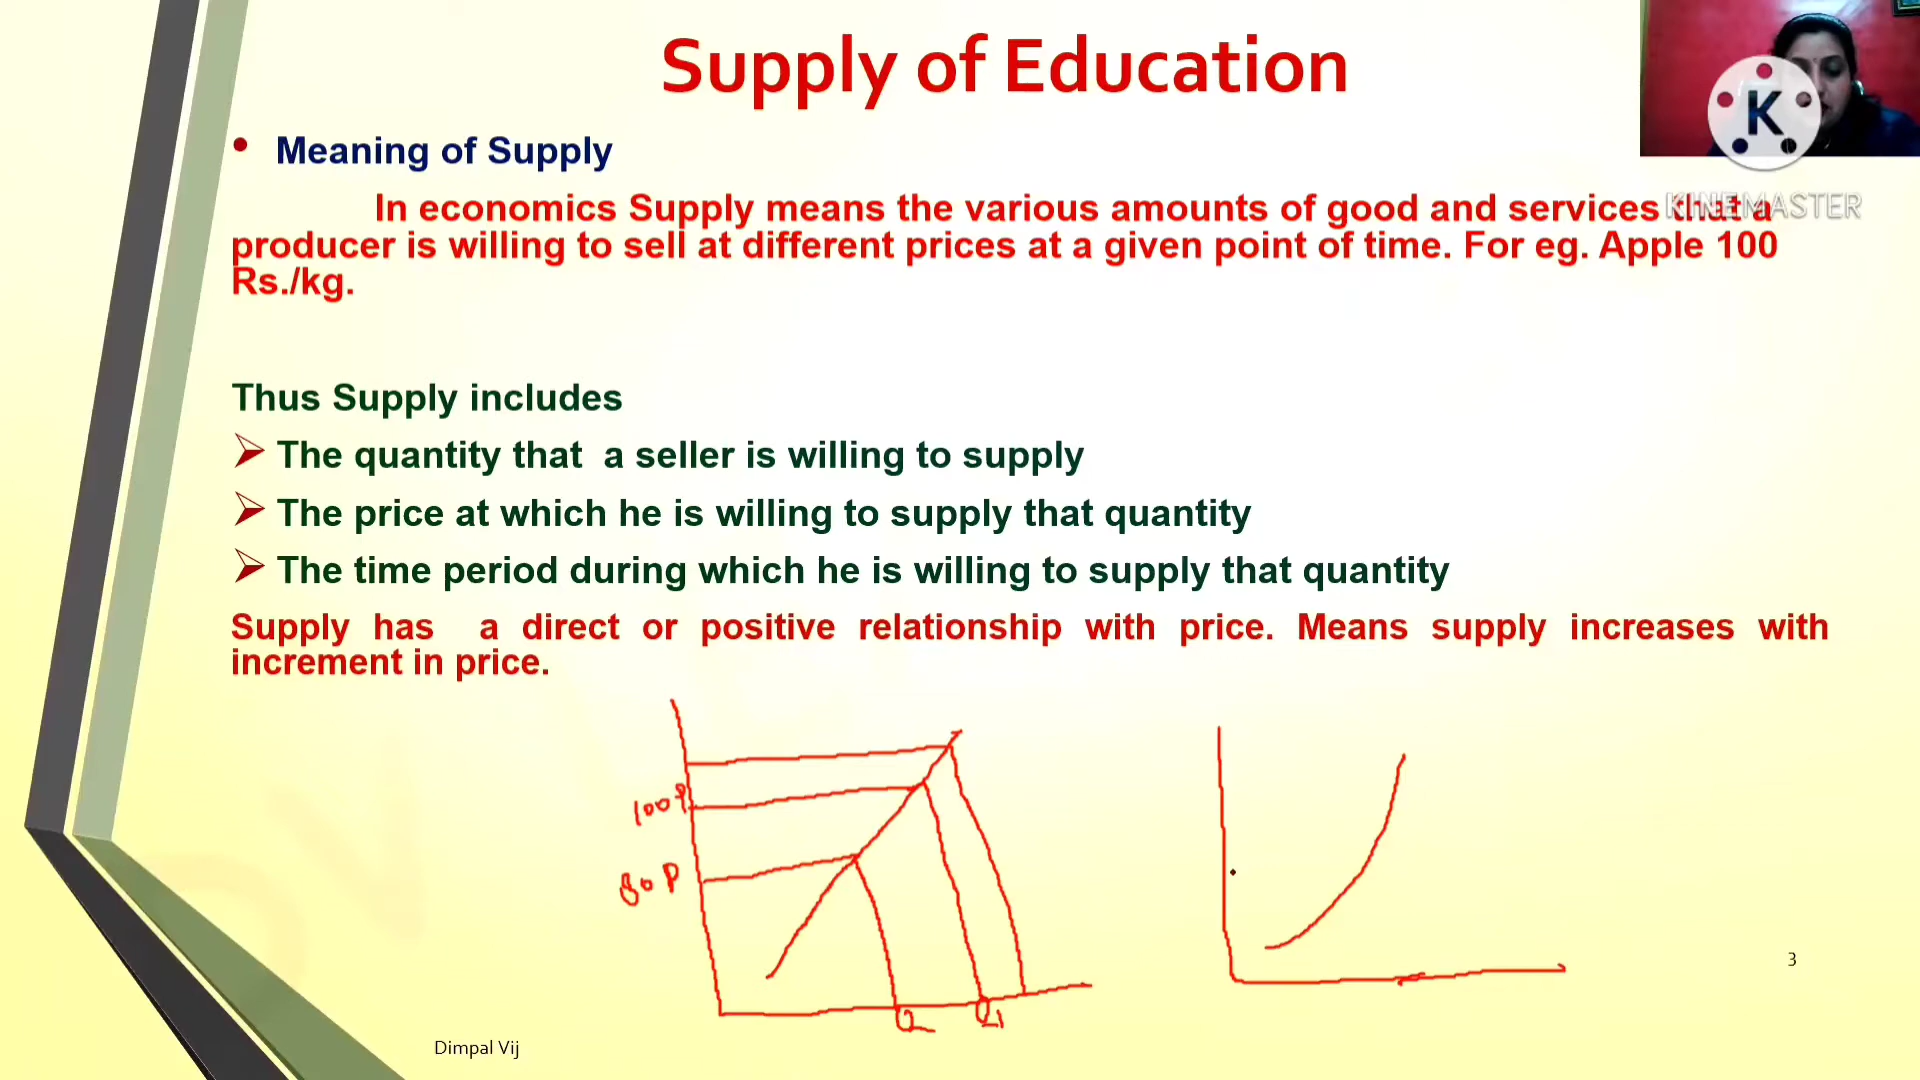 Supply of Education
K
KINEMASTER
• Meaning of Supply
In economics Supply means the various amounts of good and services that a
producer is willing to sell at different prices at a given point of time. For eg. Apple 100
Rs./kg.
Thus Supply includes
The quantity that a seller is willing to supply
The price at which he is willing to supply that quantity
The time period during which he is willing to supply that quantity
Supply has a direct or positive relationship with price. Means supply increases with
increment in price.
100 P
80 P
Q Q1
3
Dimpal Vij